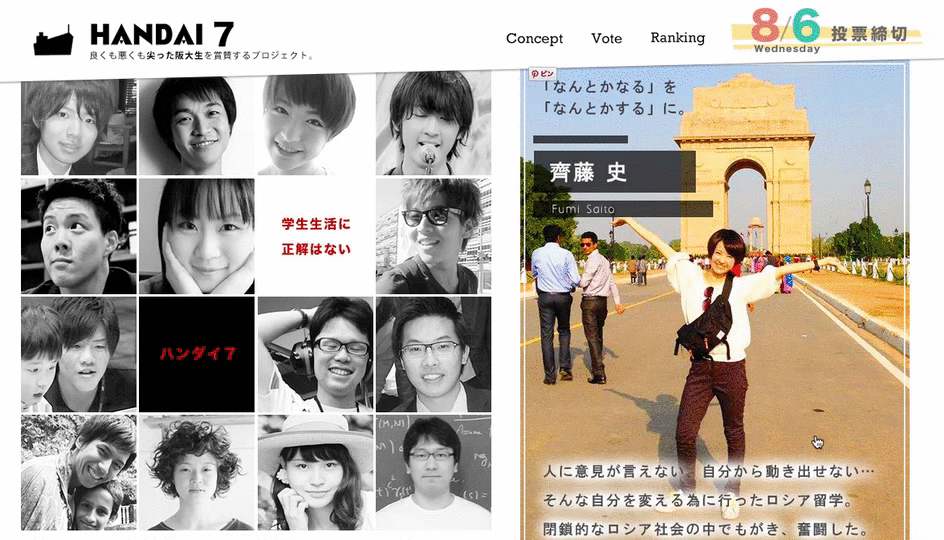 HANDAI 7
良くも悪くも尖った阪大生を賞賛するプロジェクト。
Concept
Vote
Ranking
8/6
Wednesday
投票締切
学生生活に
正解はない
ハンダイ7
ピン
「なんとかなる」を
「なんとかする」に。
齊藤 史
Fumi Saito
人に意見が言えない、自分から動き出せない…
そんな自分を変える為に行ったロシア留学。
閉鎖的なロシア社会の中でもがき、奮闘した。